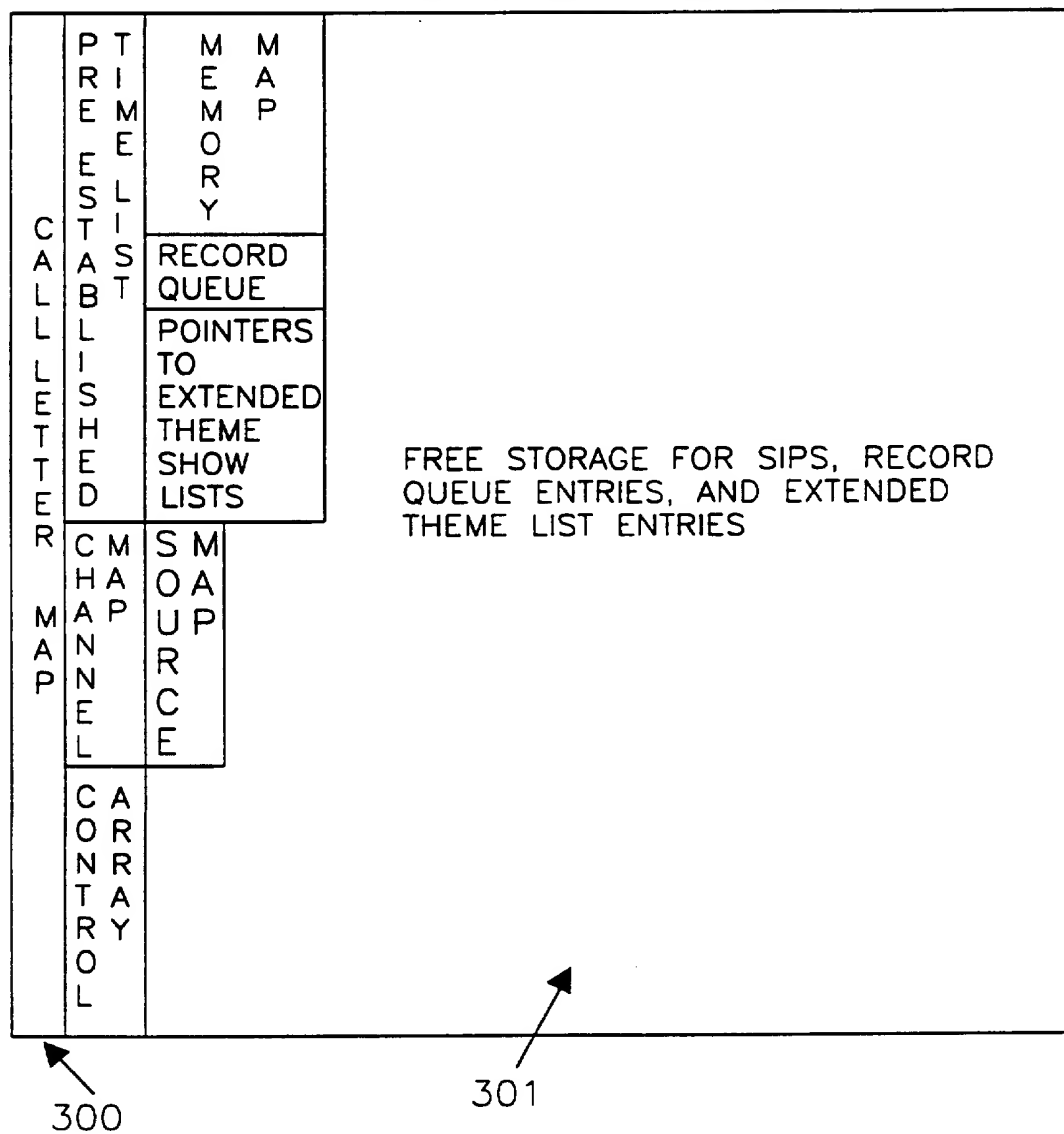 CALL LETTER MAP
PRE ESTABLISHED
TIME LIST
MEMORY
MAP
RECORD
QUEUE
POINTERS
TO
EXTENDED
THEME
SHOW
LISTS
CHANNEL
MAP
SOURCE
MAP
CONTROL
ARRAY
FREE STORAGE FOR SIPS, RECORD
QUEUE ENTRIES, AND EXTENDED
THEME LIST ENTRIES
300
301